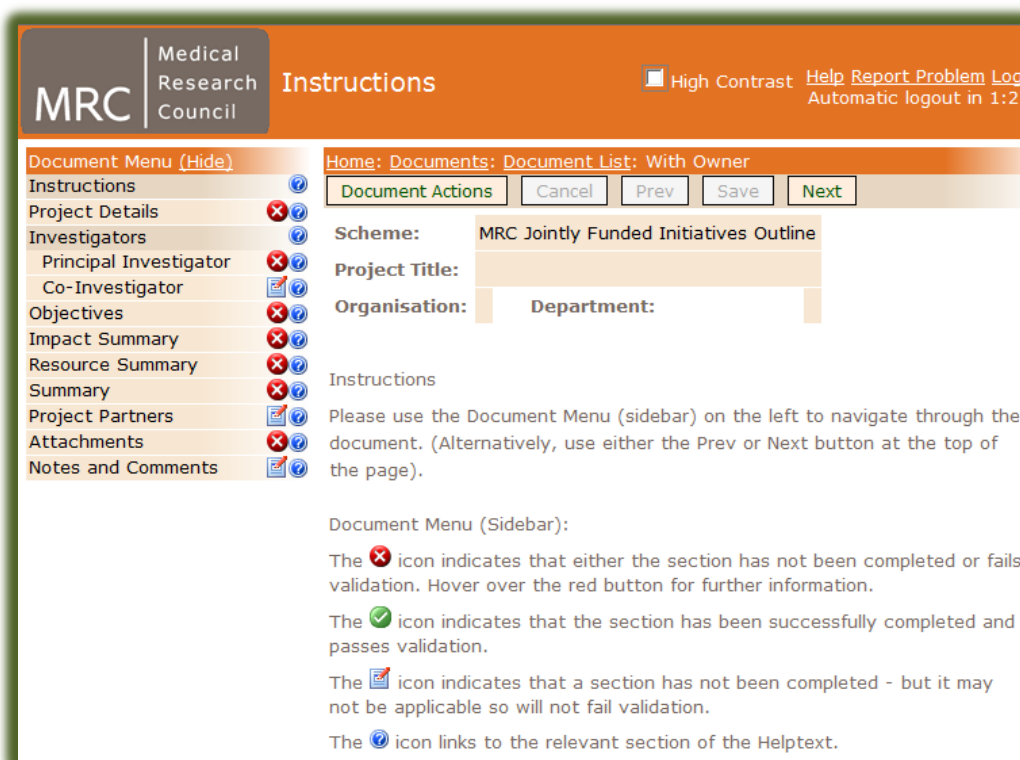 MRC
Medical
Research
Council
Instructions
High Contrast
Help Report Problem
Automatic logout in
Document Menu (Hide)
Instructions
Project Details
Investigators
Principal Investigator
Co-Investigator
Objectives
Impact Summary
Resource Summary
Summary
Project Partners
Attachments
Notes and Comments
Home: Documents: Document List: With Owner
Document Actions Cancel Prev Save Next
Scheme: MRC Jointly Funded Initiatives Outline
Project Title:
Organisation: Department:
Instructions
Please use the Document Menu (sidebar) on the left to navigate through the
document. (Alternatively, use either the Prev or Next button at the top of
the page).
Document Menu (Sidebar):
The icon indicates that either the section has not been completed or fails
validation. Hover over the red button for further information.
The icon indicates that the section has been successfully completed and
passes validation.
The icon indicates that a section has not been completed - but it may
not be applicable so will not fail validation.
The icon links to the relevant section of the Helptext.